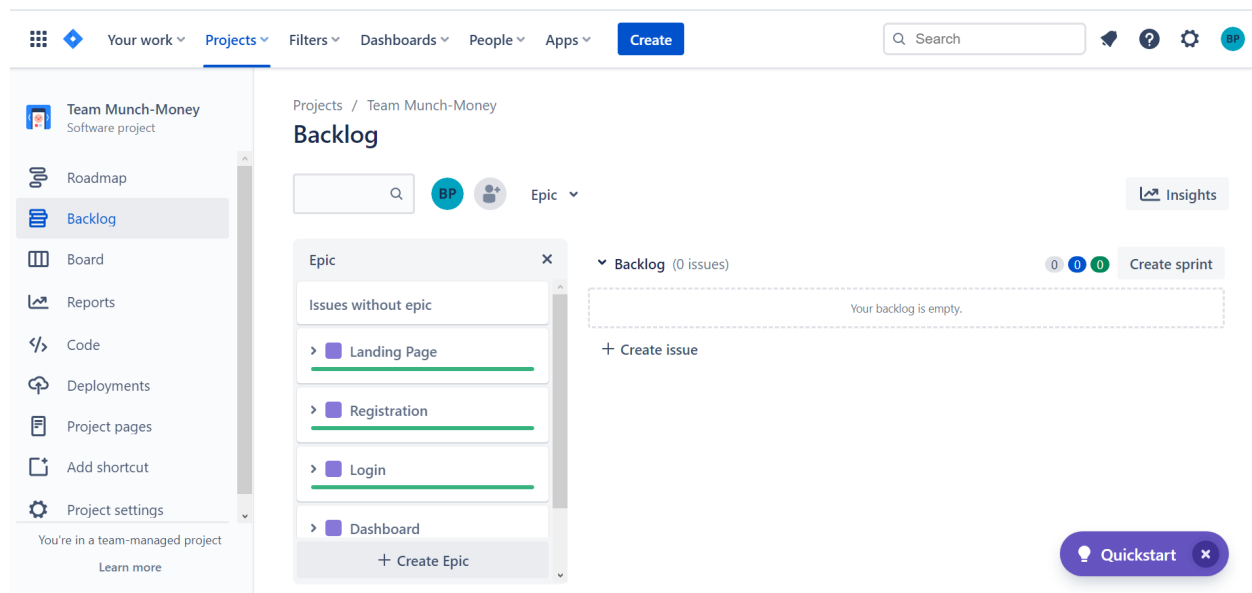 Your work Projects Filters Dashboards People Apps Create Search BP
Team Munch-Money
Software project
Roadmap
Backlog
Board
Reports
Code
Deployments
Project pages
Add shortcut
Project settings
You're in a team-managed project
Learn more
Projects / Team Munch-Money
Backlog
BP Epic Insights
Epic
Issues without epic
Landing Page
Registration
Login
Dashboard
+ Create Epic
Backlog (0 issues) 0 0 0 Create sprint
Your backlog is empty.
+ Create issue
Quickstart